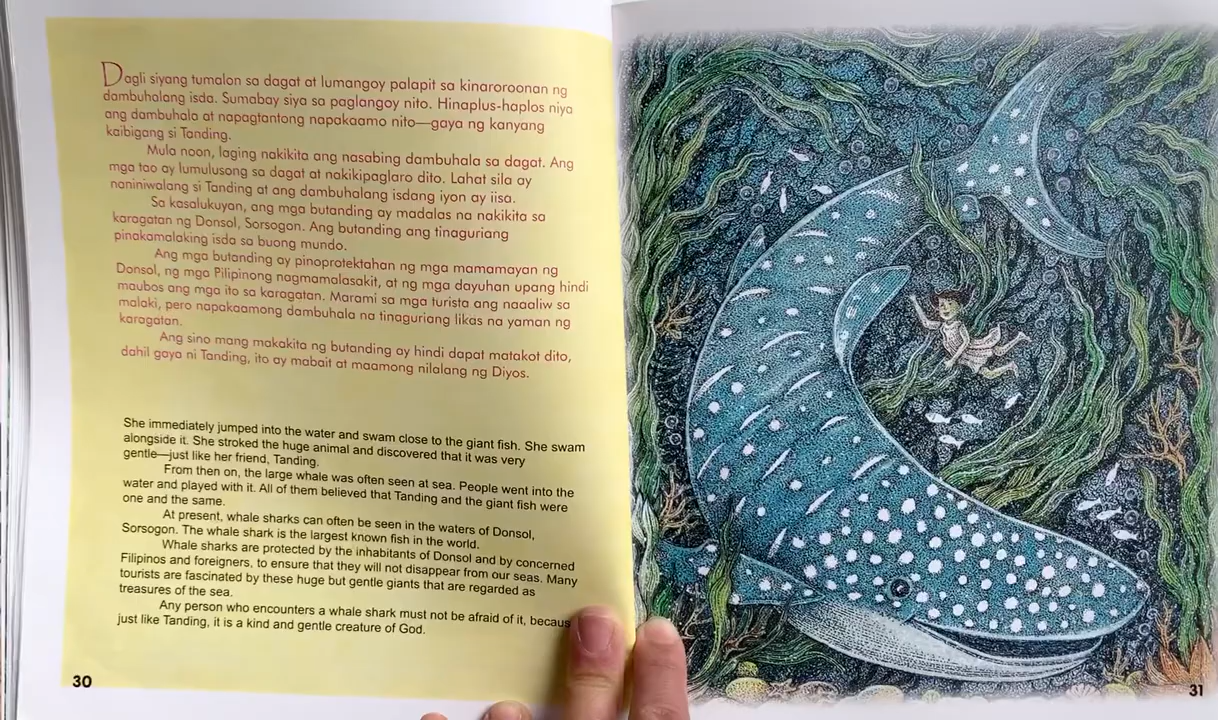 Dagli siyang tumalon sa dagat at lumangoy palapit sa kinaroroonan ng
dambuhalang isda. Sumabay siya sa paglangoy nito. Hinaplus-haplos niya
ang dambuhala at napagtantong napakaamo nito—gaya ng kanyang
kaibigang si Tanding.
Mula noon, laging nakikita ang nasabing dambuhala sa dagat. Ang
mga tao ay lumulusong sa dagat at nakikipaglaro dito. Lahat sila ay
naniniwalang si Tanding at ang dambuhalang isdang iyon ay iisa.
Sa kasalukuyan, ang mga butanding ay madalas na nakikita sa
karagatan ng Donsol, Sorsogon. Ang butanding ang tinaguriang
pinakamalaking isda sa buong mundo.
Ang mga butanding ay pinoprotektahan ng mga mamamayan ng
Donsol, ng mga Pilipinong nagmamalasakit, at ng mga dayuhan upang hindi
maubos ang mga ito sa karagatan. Marami sa mga turista ang naaaliw sa
malaki, pero napakaamong dambuhala na tinaguriang likas na yaman ng
karagatan.
Ang sino mang makakita ng butanding ay hindi dapat matakot dito,
dahil gaya ni Tanding, ito ay mabait at maamong nilalang ng Diyos.
She immediately jumped into the water and swam close to the giant fish. She swam
alongside it. She stroked the huge animal and discovered that it was very
gentle—just like her friend, Tanding.
From then on, the large whale was often seen at sea. People went into the
water and played with it. All of them believed that Tanding and the giant fish were
one and the same.
At present, whale sharks can often be seen in the waters of Donsol,
Sorsogon. The whale shark is the largest known fish in the world.
Whale sharks are protected by the inhabitants of Donsol and by concerned
Filipinos and foreigners, to ensure that they will not disappear from our seas. Many
tourists are fascinated by these huge but gentle giants that are regarded as
treasures of the sea.
Any person who encounters a whale shark must not be afraid of it, becaus
just like Tanding, it is a kind and gentle creature of God.
30
31